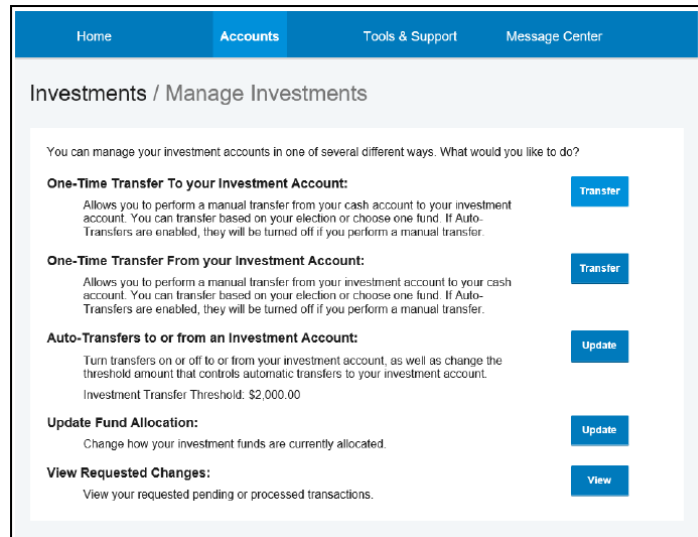 Home Accounts Tools & Support Message Center
Investments / Manage Investments
You can manage your investment accounts in one of several different ways. What would you like to do?
One-Time Transfer To your Investment Account:
Transfer
Allows you to perform a manual transfer from your cash account to your investment
account. You can transfer based on your election or choose one fund. If Auto-
Transfers are enabled, they will be turned off if you perform a manual transfer.
One-Time Transfer From your Investment Account:
Transfer
Allows you to perform a manual transfer from your investment account to your cash
account. You can transfer based on your election or choose one fund. If Auto-
Transfers are enabled, they will be turned off if you perform a manual transfer.
Auto-Transfers to or from an Investment Account:
Update
Turn transfers on or off to or from your investment account, as well as change the
threshold amount that controls automatic transfers to your investment account.
Investment Transfer Threshold: $2,000.00
Update Fund Allocation:
Update
Change how your investment funds are currently allocated.
View Requested Changes:
View
View your requested pending or processed transactions.